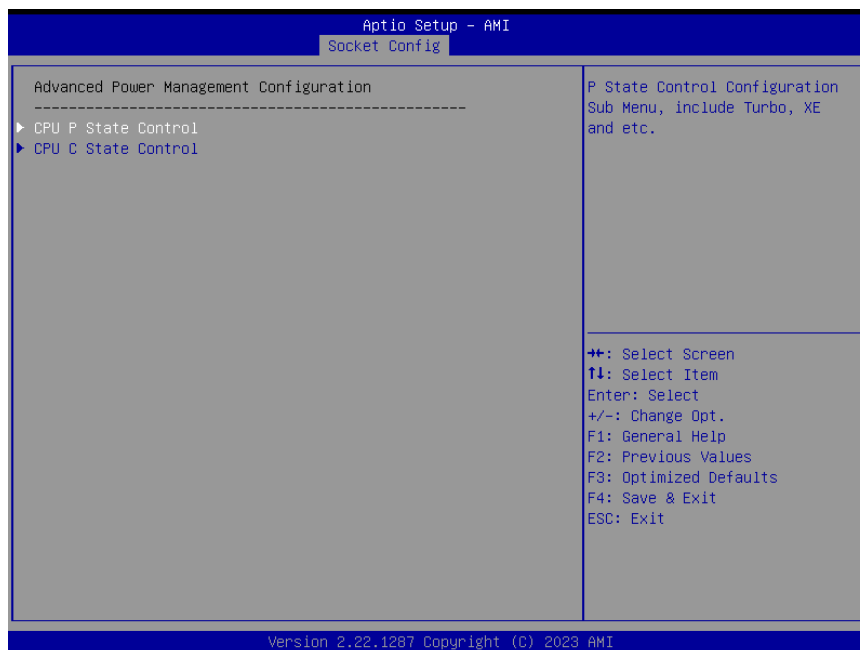 Aptio Setup – AMI
Socket Config
Advanced Power Management Configuration
--------------------------------------------------
▶ CPU P State Control
▶ CPU C State Control
P State Control Configuration
Sub Menu, include Turbo, XE
and etc.
→←: Select Screen
↑↓: Select Item
Enter: Select
+/-: Change Opt.
F1: General Help
F2: Previous Values
F3: Optimized Defaults
F4: Save & Exit
ESC: Exit
Version 2.22.1287 Copyright (C) 2023 AMI